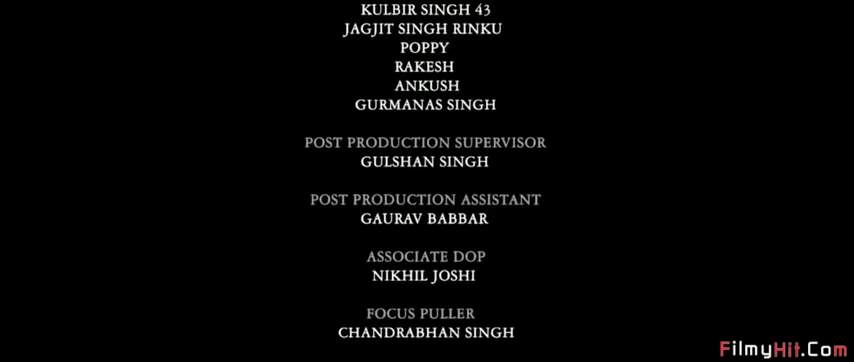 KULBIR SINGH 43
JAGJIT SINGH RINKU
POPPY
RAKESH
ANKUSH
GURMANAS SINGH
POST PRODUCTION SUPERVISOR
GULSHAN SINGH
POST PRODUCTION ASSISTANT
GAURAV BABBAR
ASSOCIATE DOP
NIKHIL JOSHI
FOCUS PULLER
CHANDRABHAN SINGH
FilmyHit.Com